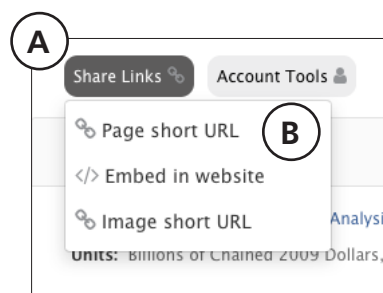 A
Share Links Account Tools
Page short URL B
Embed in website
Image short URL
Analysi
Units: Billions of Chained 2009 Dollars,